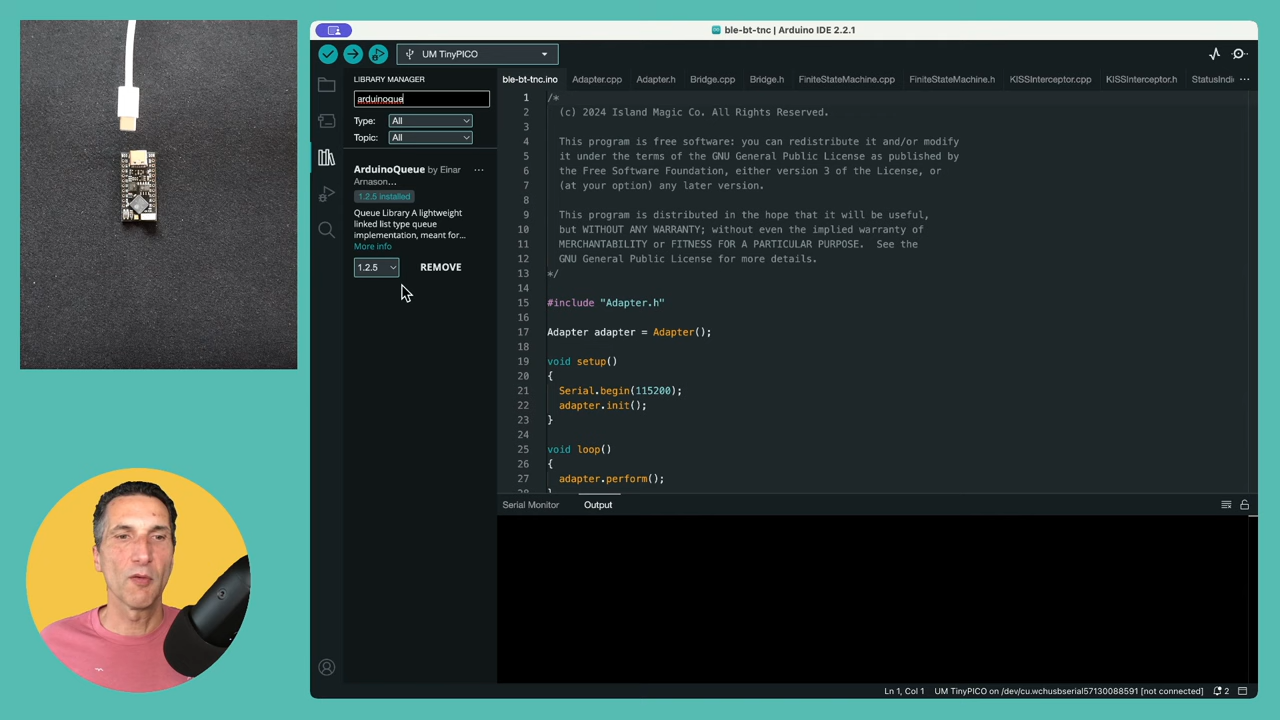 ble-bt-tnc | Arduino IDE 2.2.1
UM TinyPICO
LIBRARY MANAGER
arduinoque
Type: All
Topic: All
ArduinoQueue by Einar
Arnason...
1.2.5 installed
Queue Library A lightweight
linked list type queue
implementation, meant for...
More info
1.2.5 REMOVE
ble-bt-tnc.ino Adapter.cpp Adapter.h Bridge.cpp Bridge.h FiniteStateMachine.cpp FiniteStateMachine.h KISSInterceptor.cpp KISSInterceptor.h StatusIndi
1 /*
2 (c) 2024 Island Magic Co. All Rights Reserved.
3
4 This program is free software: you can redistribute it and/or modify
5 it under the terms of the GNU General Public License as published by
6 the Free Software Foundation, either version 3 of the License, or
7 (at your option) any later version.
8
9 This program is distributed in the hope that it will be useful,
10 but WITHOUT ANY WARRANTY; without even the implied warranty of
11 MERCHANTABILITY or FITNESS FOR A PARTICULAR PURPOSE. See the
12 GNU General Public License for more details.
13 */
14
15 #include "Adapter.h"
16
17 Adapter adapter = Adapter();
18
19 void setup()
20 {
21 Serial.begin(115200);
22 adapter.init();
23 }
24
25 void loop()
26 {
27 adapter.perform();
28 }
Serial Monitor Output
Ln 1, Col 1 UM TinyPICO on /dev/cu.wchusbserial57130088591 [not connected] 2